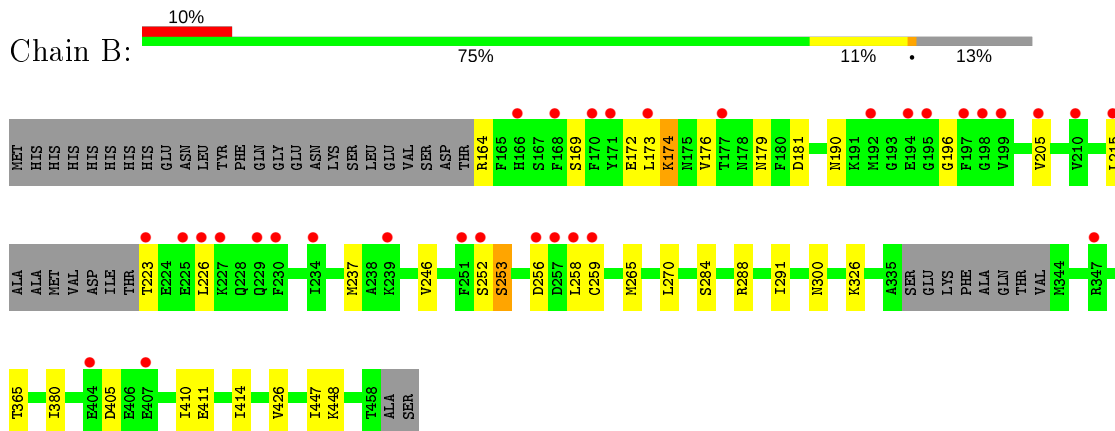 10%
Chain B:
75% 11% • 13%
MET HIS HIS HIS HIS HIS HIS HIS HIS GLU ASN LEU TYR PHE GLN GLY GLU ASN LYS SER LEU GLU VAL SER ASP THR R164 F165 H166 S167 F168 S169 F170 Y171 E172 L173 K174 N175 V176 T177 N178 N179 F180 D181 N190 K191 M192 G193 E194 G195 G196 F197 G198 V199 V205 V210 I215
ALA ALA MET VAL ASP ILE THR T223 E224 E225 L226 K227 Q228 Q229 F230 I234 M237 A238 K239 V246 F251 S252 S253 D256 D257 L258 C259 M265 L270 S284 R288 I291 N300 K326 A335 SER GLU LYS PHE ALA GLN THR VAL M344 R347
T365 I380 E404 D405 E406 E407 I410 E411 I414 V426 I447 K448 T458 ALA SER